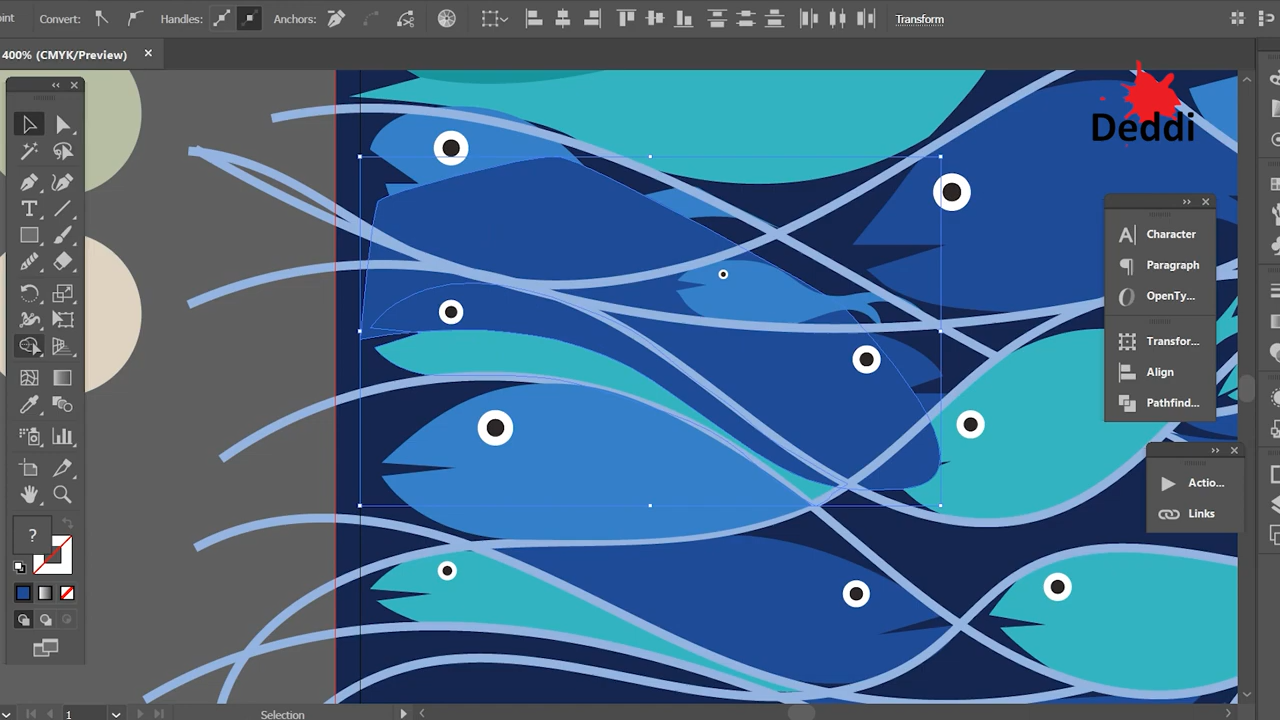 oint
Convert:
Handles:
Anchors:
Transform
400% (CMYK/Preview)
Deddi
Character
Paragraph
OpenTy...
Transfor...
Align
Pathfind...
Actio...
Links
?
1
Selection